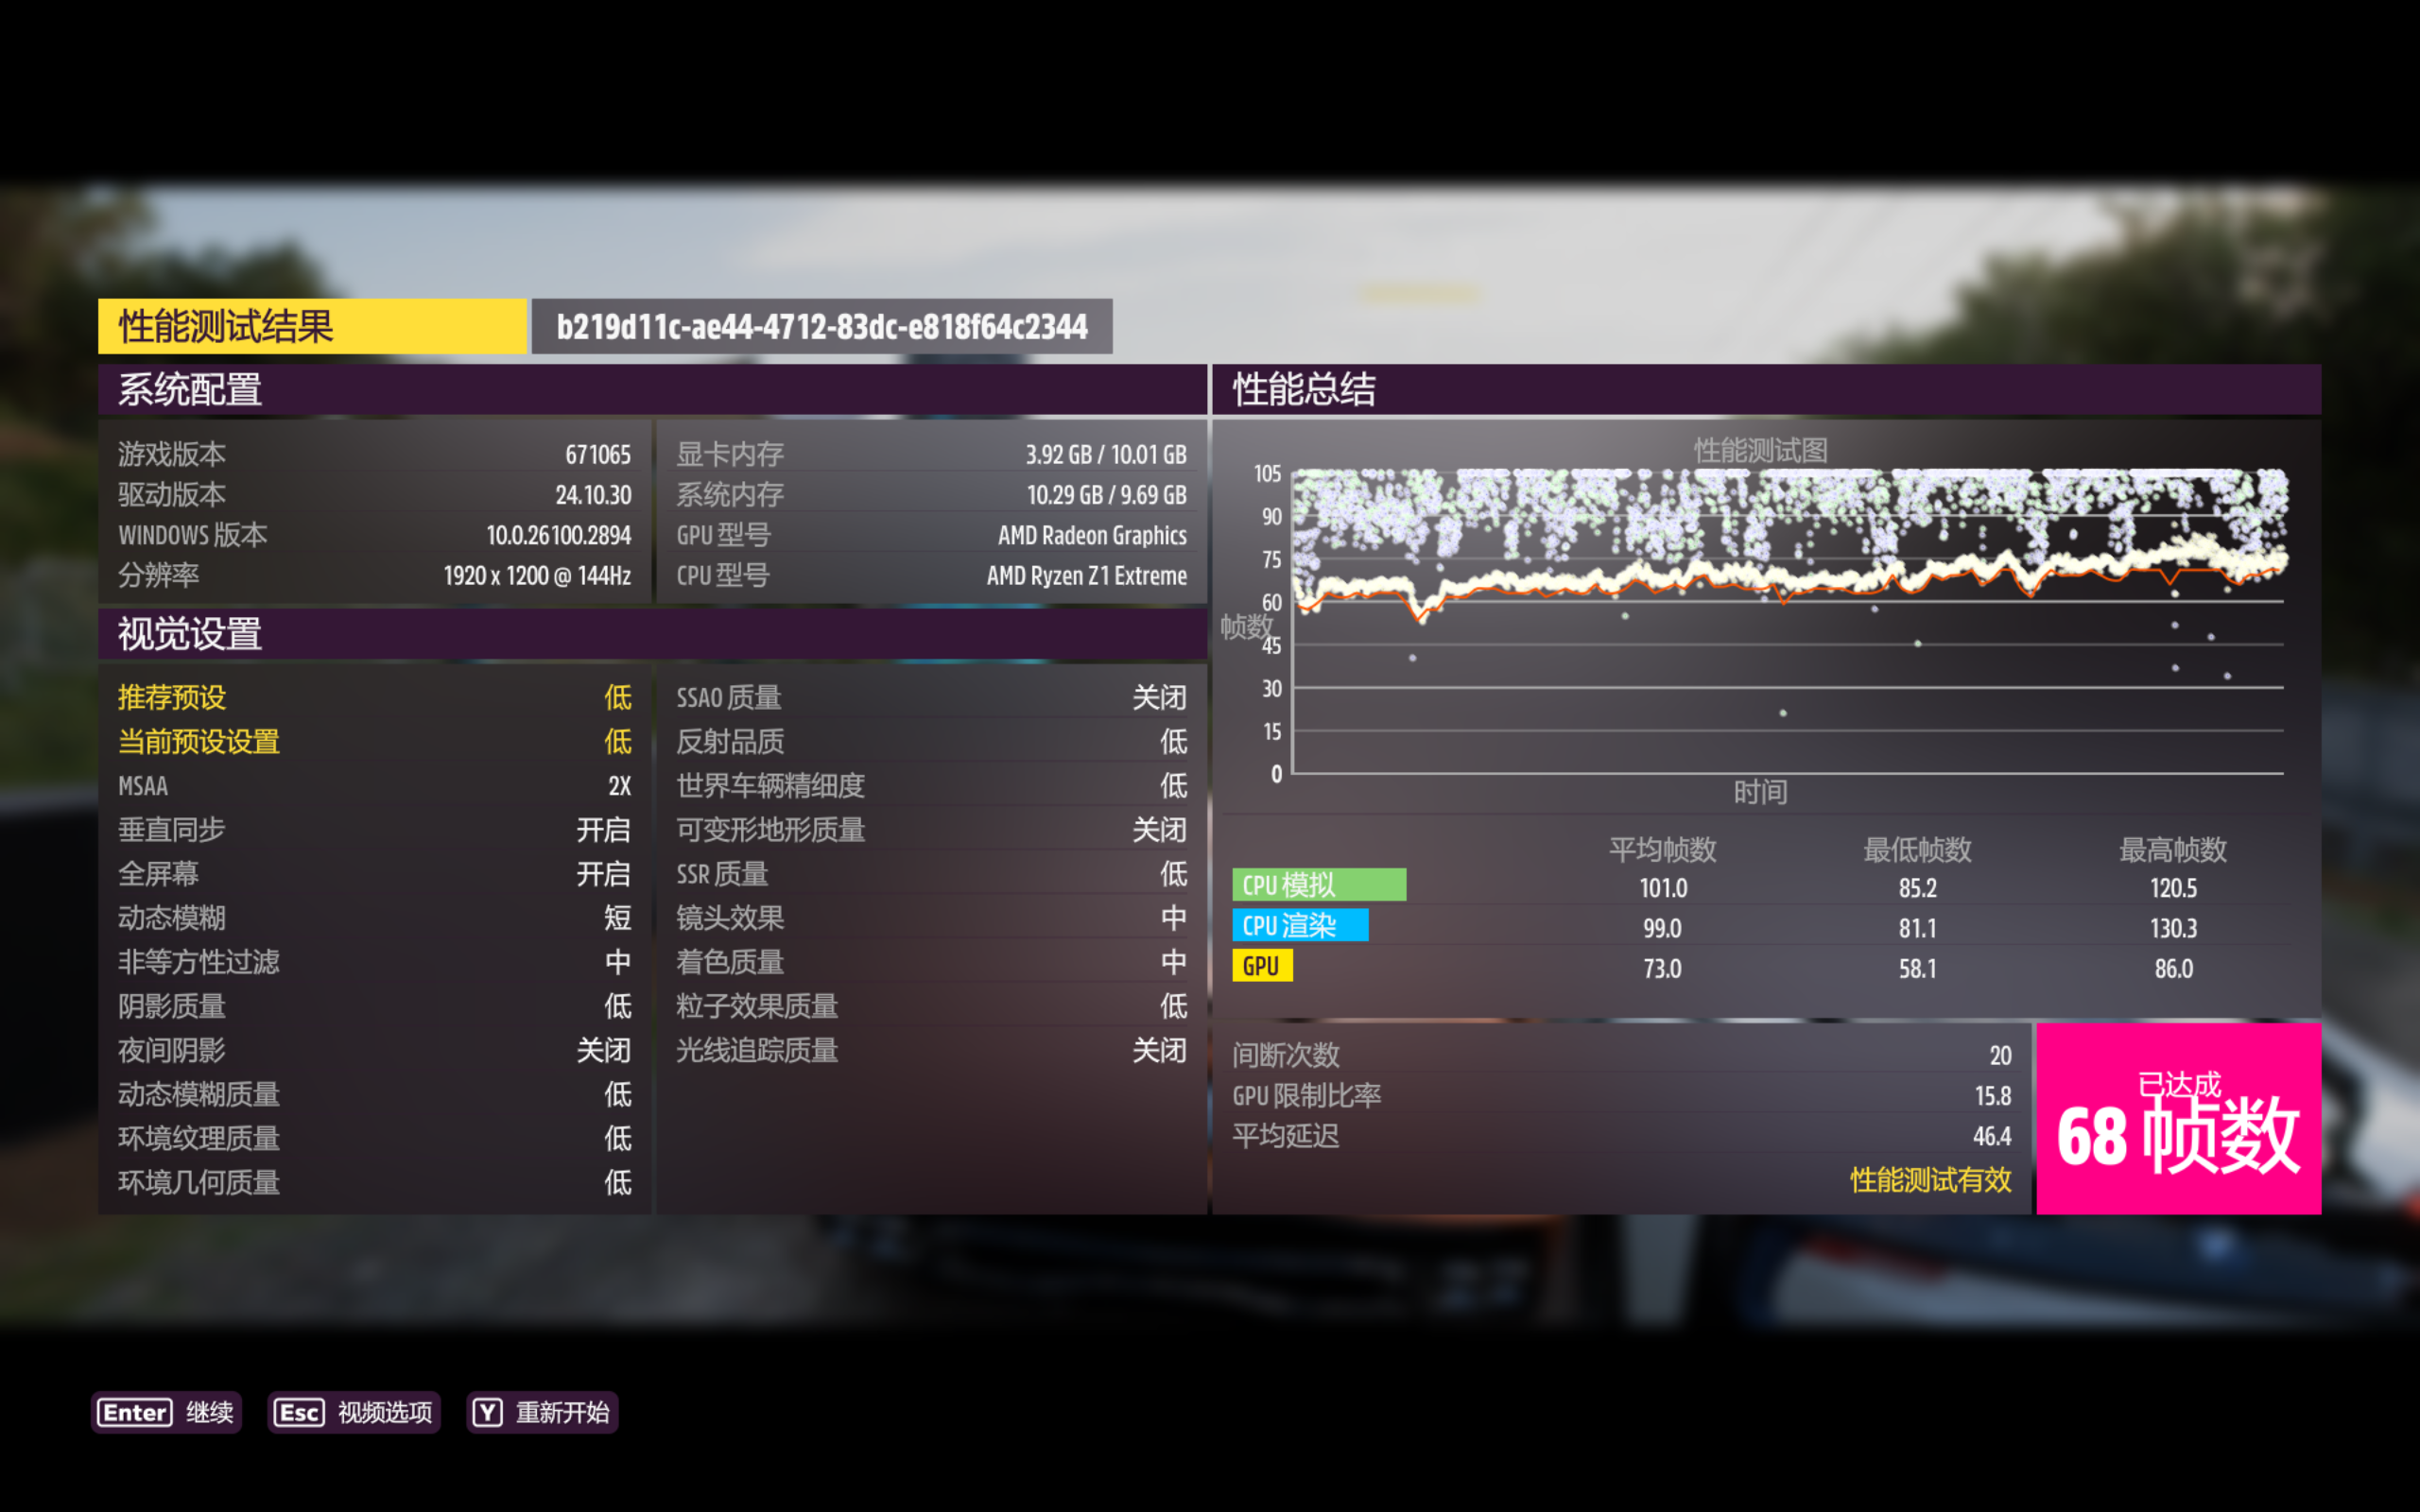 性能测试结果
b219d11c-ae44-4712-83dc-e818f64c2344
系统配置
游戏版本 671065
驱动版本 24.10.30
WINDOWS 版本 10.0.26100.2894
分辨率 1920 x 1200 @ 144Hz
显卡内存 3.92 GB / 10.01 GB
系统内存 10.29 GB / 9.69 GB
GPU 型号 AMD Radeon Graphics
CPU 型号 AMD Ryzen Z1 Extreme
视觉设置
推荐预设 低
当前预设设置 低
MSAA 2X
垂直同步 开启
全屏幕 开启
动态模糊 短
非等方性过滤 中
阴影质量 低
夜间阴影 关闭
动态模糊质量 低
环境纹理质量 低
环境几何质量 低
SSAO 质量 关闭
反射品质 低
世界车辆精细度 低
可变形地形质量 关闭
SSR 质量 低
镜头效果 中
着色质量 中
粒子效果质量 低
光线追踪质量 关闭
性能总结
性能测试图
105
90
75
60
帧数
45
30
15
0
时间
平均帧数 最低帧数 最高帧数
CPU 模拟 101.0 85.2 120.5
CPU 渲染 99.0 81.1 130.3
GPU 73.0 58.1 86.0
间断次数 20
GPU 限制比率 15.8
平均延迟 46.4
性能测试有效
已达成
68 帧数
Enter 继续 Esc 视频选项 Y 重新开始